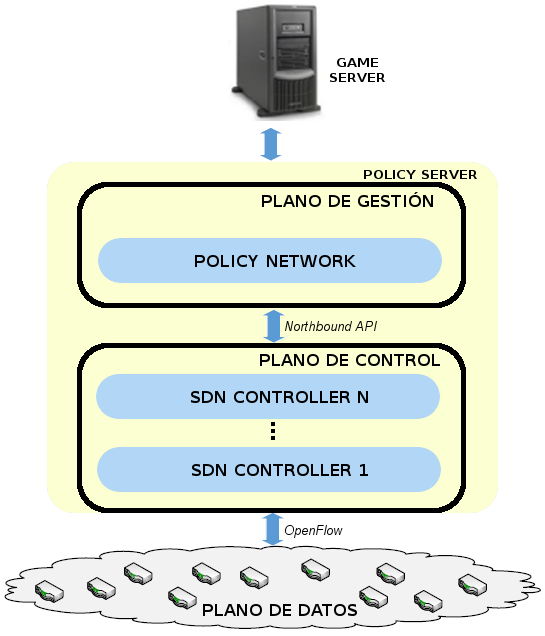 GAME
SERVER
POLICY SERVER
PLANO DE GESTIÓN
POLICY NETWORK
Northbound API
PLANO DE CONTROL
SDN CONTROLLER N
SDN CONTROLLER 1
OpenFlow
PLANO DE DATOS